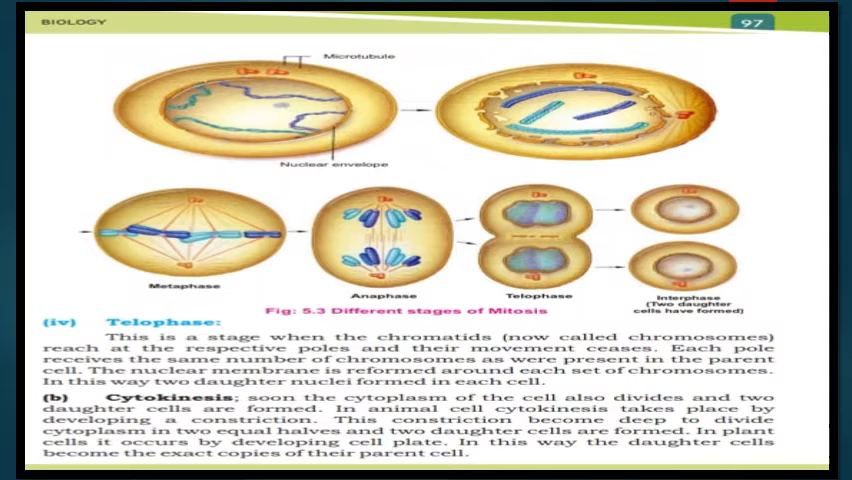 BIOLOGY
97
Microtubule
Nuclear envelope
Metaphase
Anaphase
Telophase
Interphase
(Two daughter
cells have formed)
Fig: 5.3 Different stages of Mitosis
(iv) Telophase:
This is a stage when the chromatids (now called chromosomes)
reach at the respective poles and their movement ceases. Each pole
receives the same number of chromosomes as were present in the parent
cell. The nuclear membrane is reformed around each set of chromosomes.
In this way two daughter nuclei formed in each cell.
(b) Cytokinesis; soon the cytoplasm of the cell also divides and two
daughter cells are formed. In animal cell cytokinesis takes place by
developing a constriction. This constriction become deep to divide
cytoplasm in two equal halves and two daughter cells are formed. In plant
cells it occurs by developing cell plate. In this way the daughter cells
become the exact copies of their parent cell.